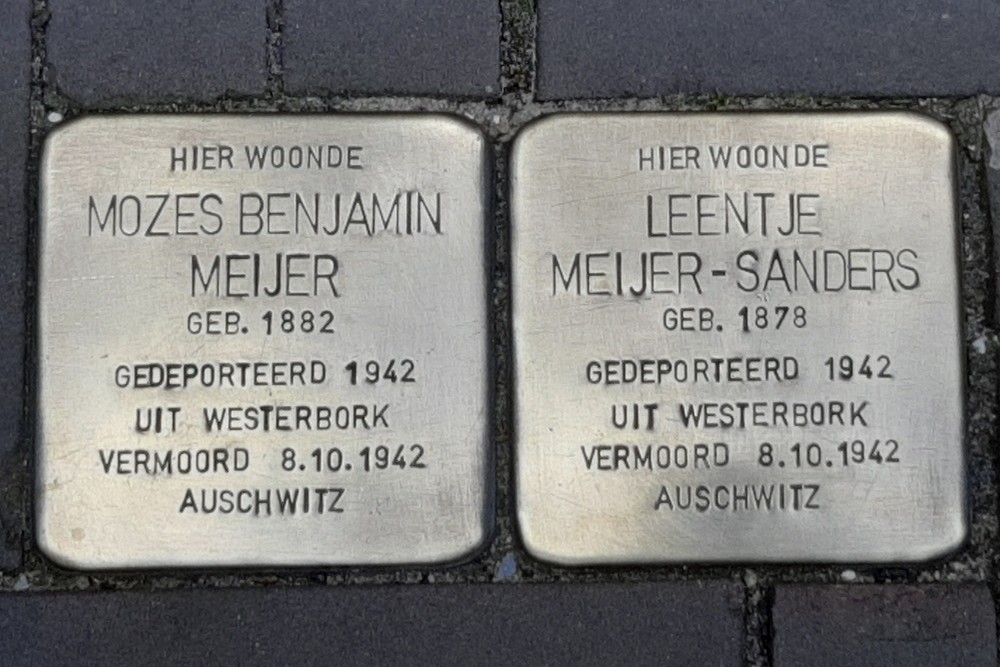 HIER WOONDE
MOZES BENJAMIN
MEIJER
GEB. 1882
GEDEPORTEERD 1942
UIT WESTERBORK
VERMOORD 8.10.1942
AUSCHWITZ
HIER WOONDE
LEENTJE
MEIJER-SANDERS
GEB. 1878
GEDEPORTEERD 1942
UIT WESTERBORK
VERMOORD 8.10.1942
AUSCHWITZ